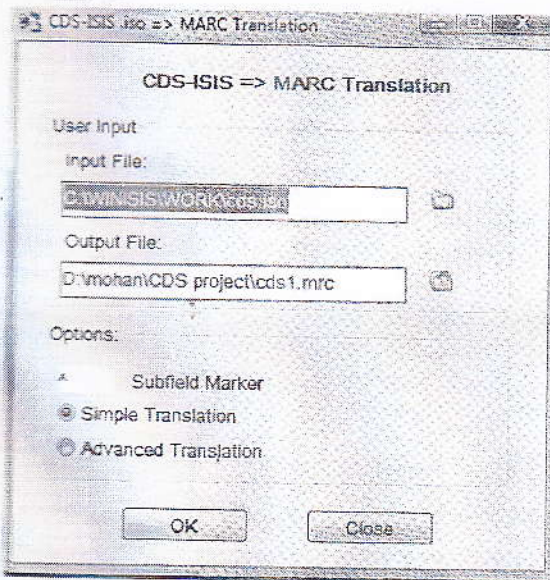 CDS-ISIS .iso => MARC Translation
CDS-ISIS => MARC Translation
User Input
Input File:
C:\WINISIS\WORK\cds.iso
Output File:
D:\mohan\CDS project\cds1.mrc
Options:
^ Subfield Marker
Simple Translation
Advanced Translation
OK Close